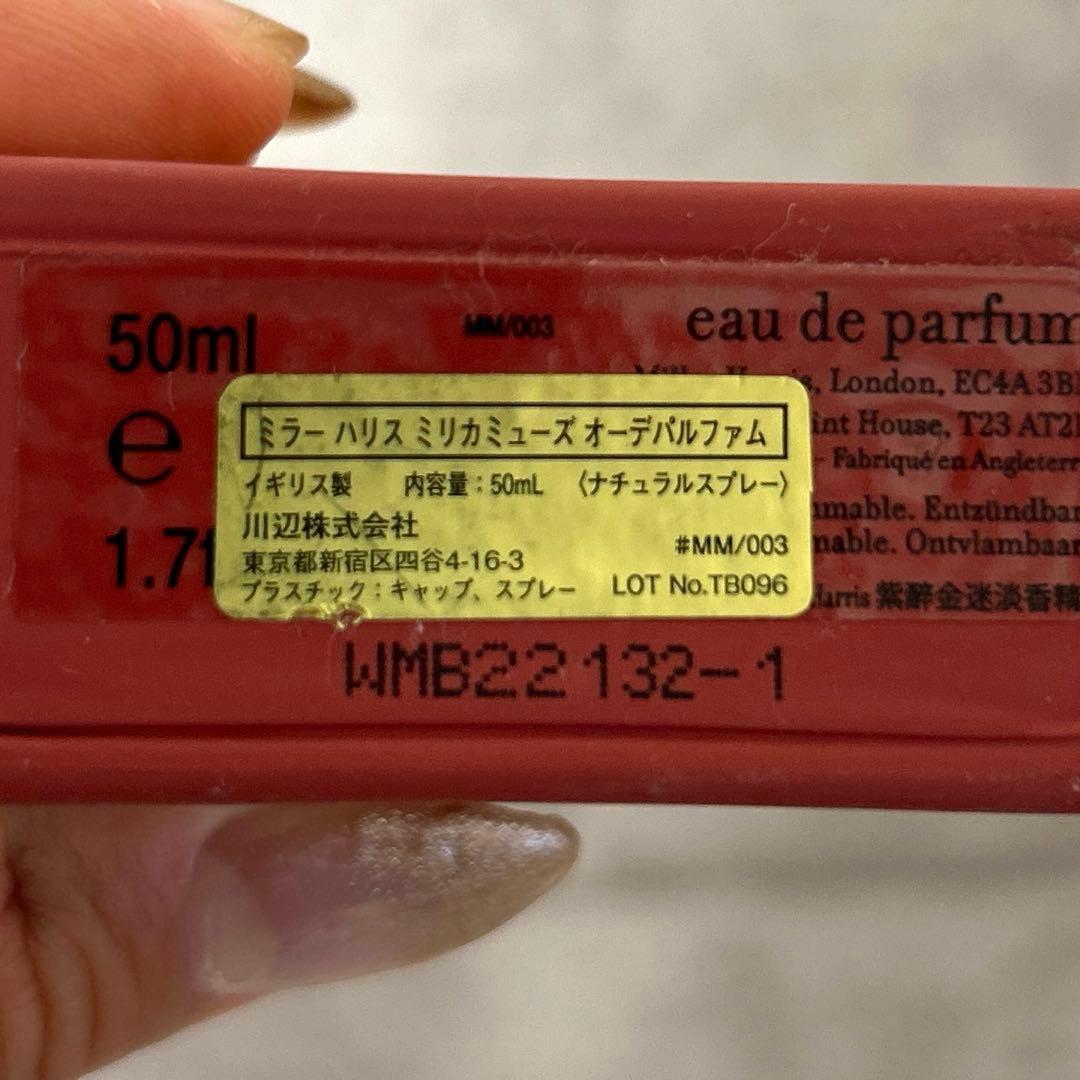 50ml
MM/003
eau de parfum
, London, EC4A 3B
int House, T23 AT2
- Fabriqué en Angleterr
mable. Entzündbar
nable. Ontvlambaar
arris 紫醉金迷淡香精
e
1.7f
ミラー ハリス ミリカミューズ オーデパルファム
イギリス製 内容量：50mL 〈ナチュラルスプレー〉
川辺株式会社
東京都新宿区四谷4-16-3 #MM/003
プラスチック：キャップ、スプレー LOT No.TB096
WMB22132-1